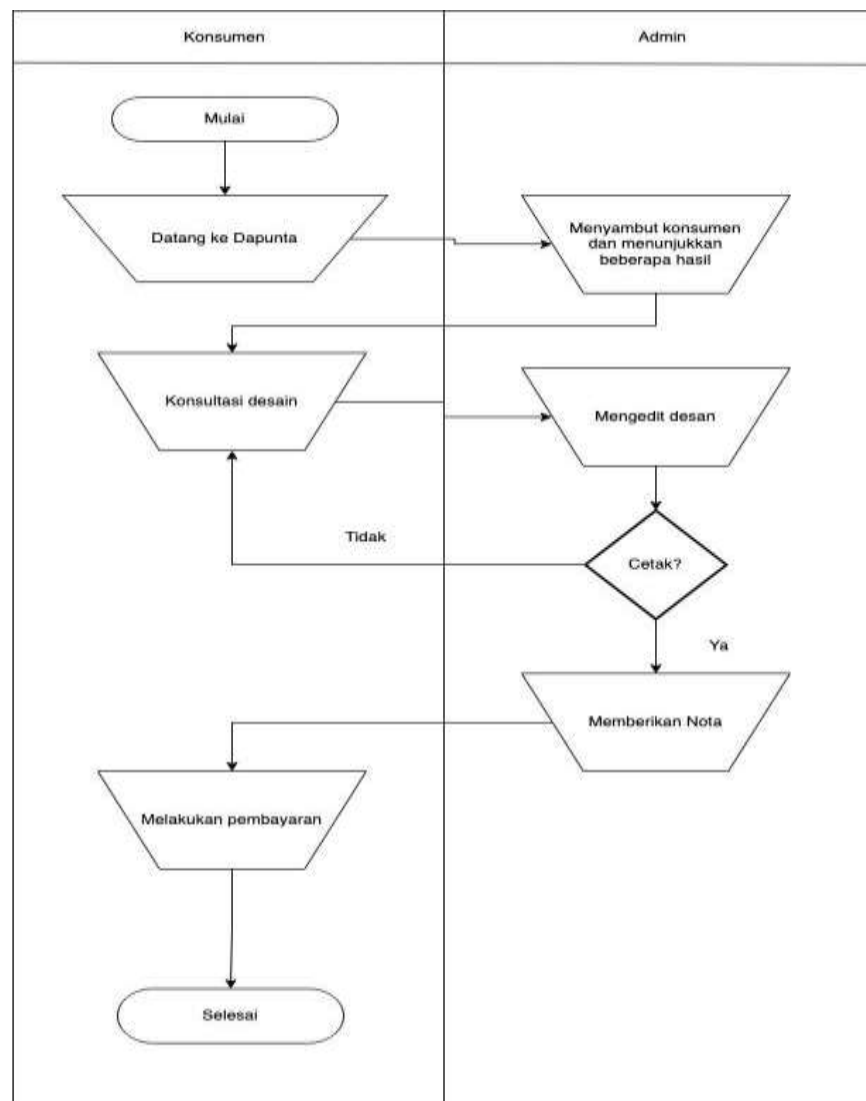 Konsumen
Admin
Mulai
Datang ke Dapunta
Menyambut konsumen
dan menunjukkan
beberapa hasil
Konsultasi desain
Mengedit desan
Tidak
Cetak?
Ya
Memberikan Nota
Melakukan pembayaran
Selesai